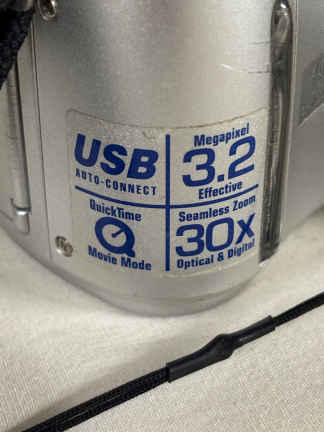 USB
AUTO-CONNECT
Megapixel
3.2
Effective
QuickTime
Movie Mode
Seamless Zoom
30x
Optical & Digital